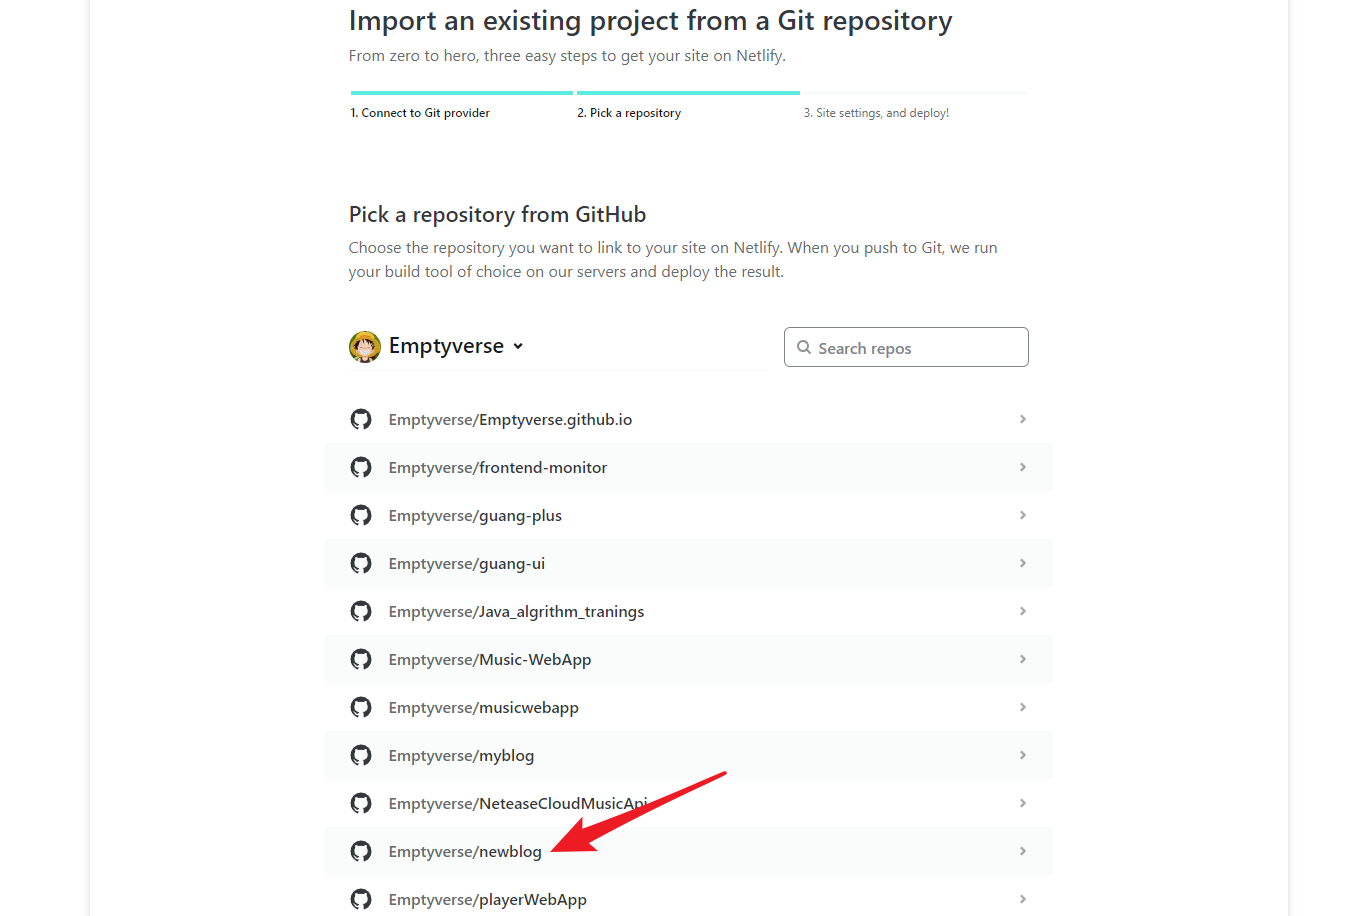 Import an existing project from a Git repository
From zero to hero, three easy steps to get your site on Netlify.
1. Connect to Git provider
2. Pick a repository
3. Site settings, and deploy!
Pick a repository from GitHub
Choose the repository you want to link to your site on Netlify. When you push to Git, we run
your build tool of choice on our servers and deploy the result.
Emptyverse
Search repos
Emptyverse/Emptyverse.github.io
Emptyverse/frontend-monitor
Emptyverse/guang-plus
Emptyverse/guang-ui
Emptyverse/Java_algrithm_tranings
Emptyverse/Music-WebApp
Emptyverse/musicwebapp
Emptyverse/myblog
Emptyverse/NeteaseCloudMusicApi
Emptyverse/newblog
Emptyverse/playerWebApp